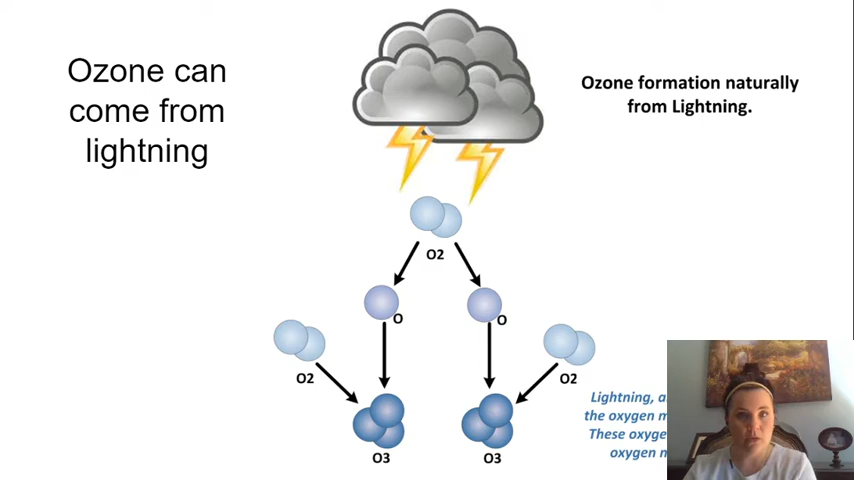 Ozone can
come from
lightning
Ozone formation naturally
from Lightning.
O2
O
O
O2
O2
O3
O3
Lightning,
the oxygen
These
oxygen